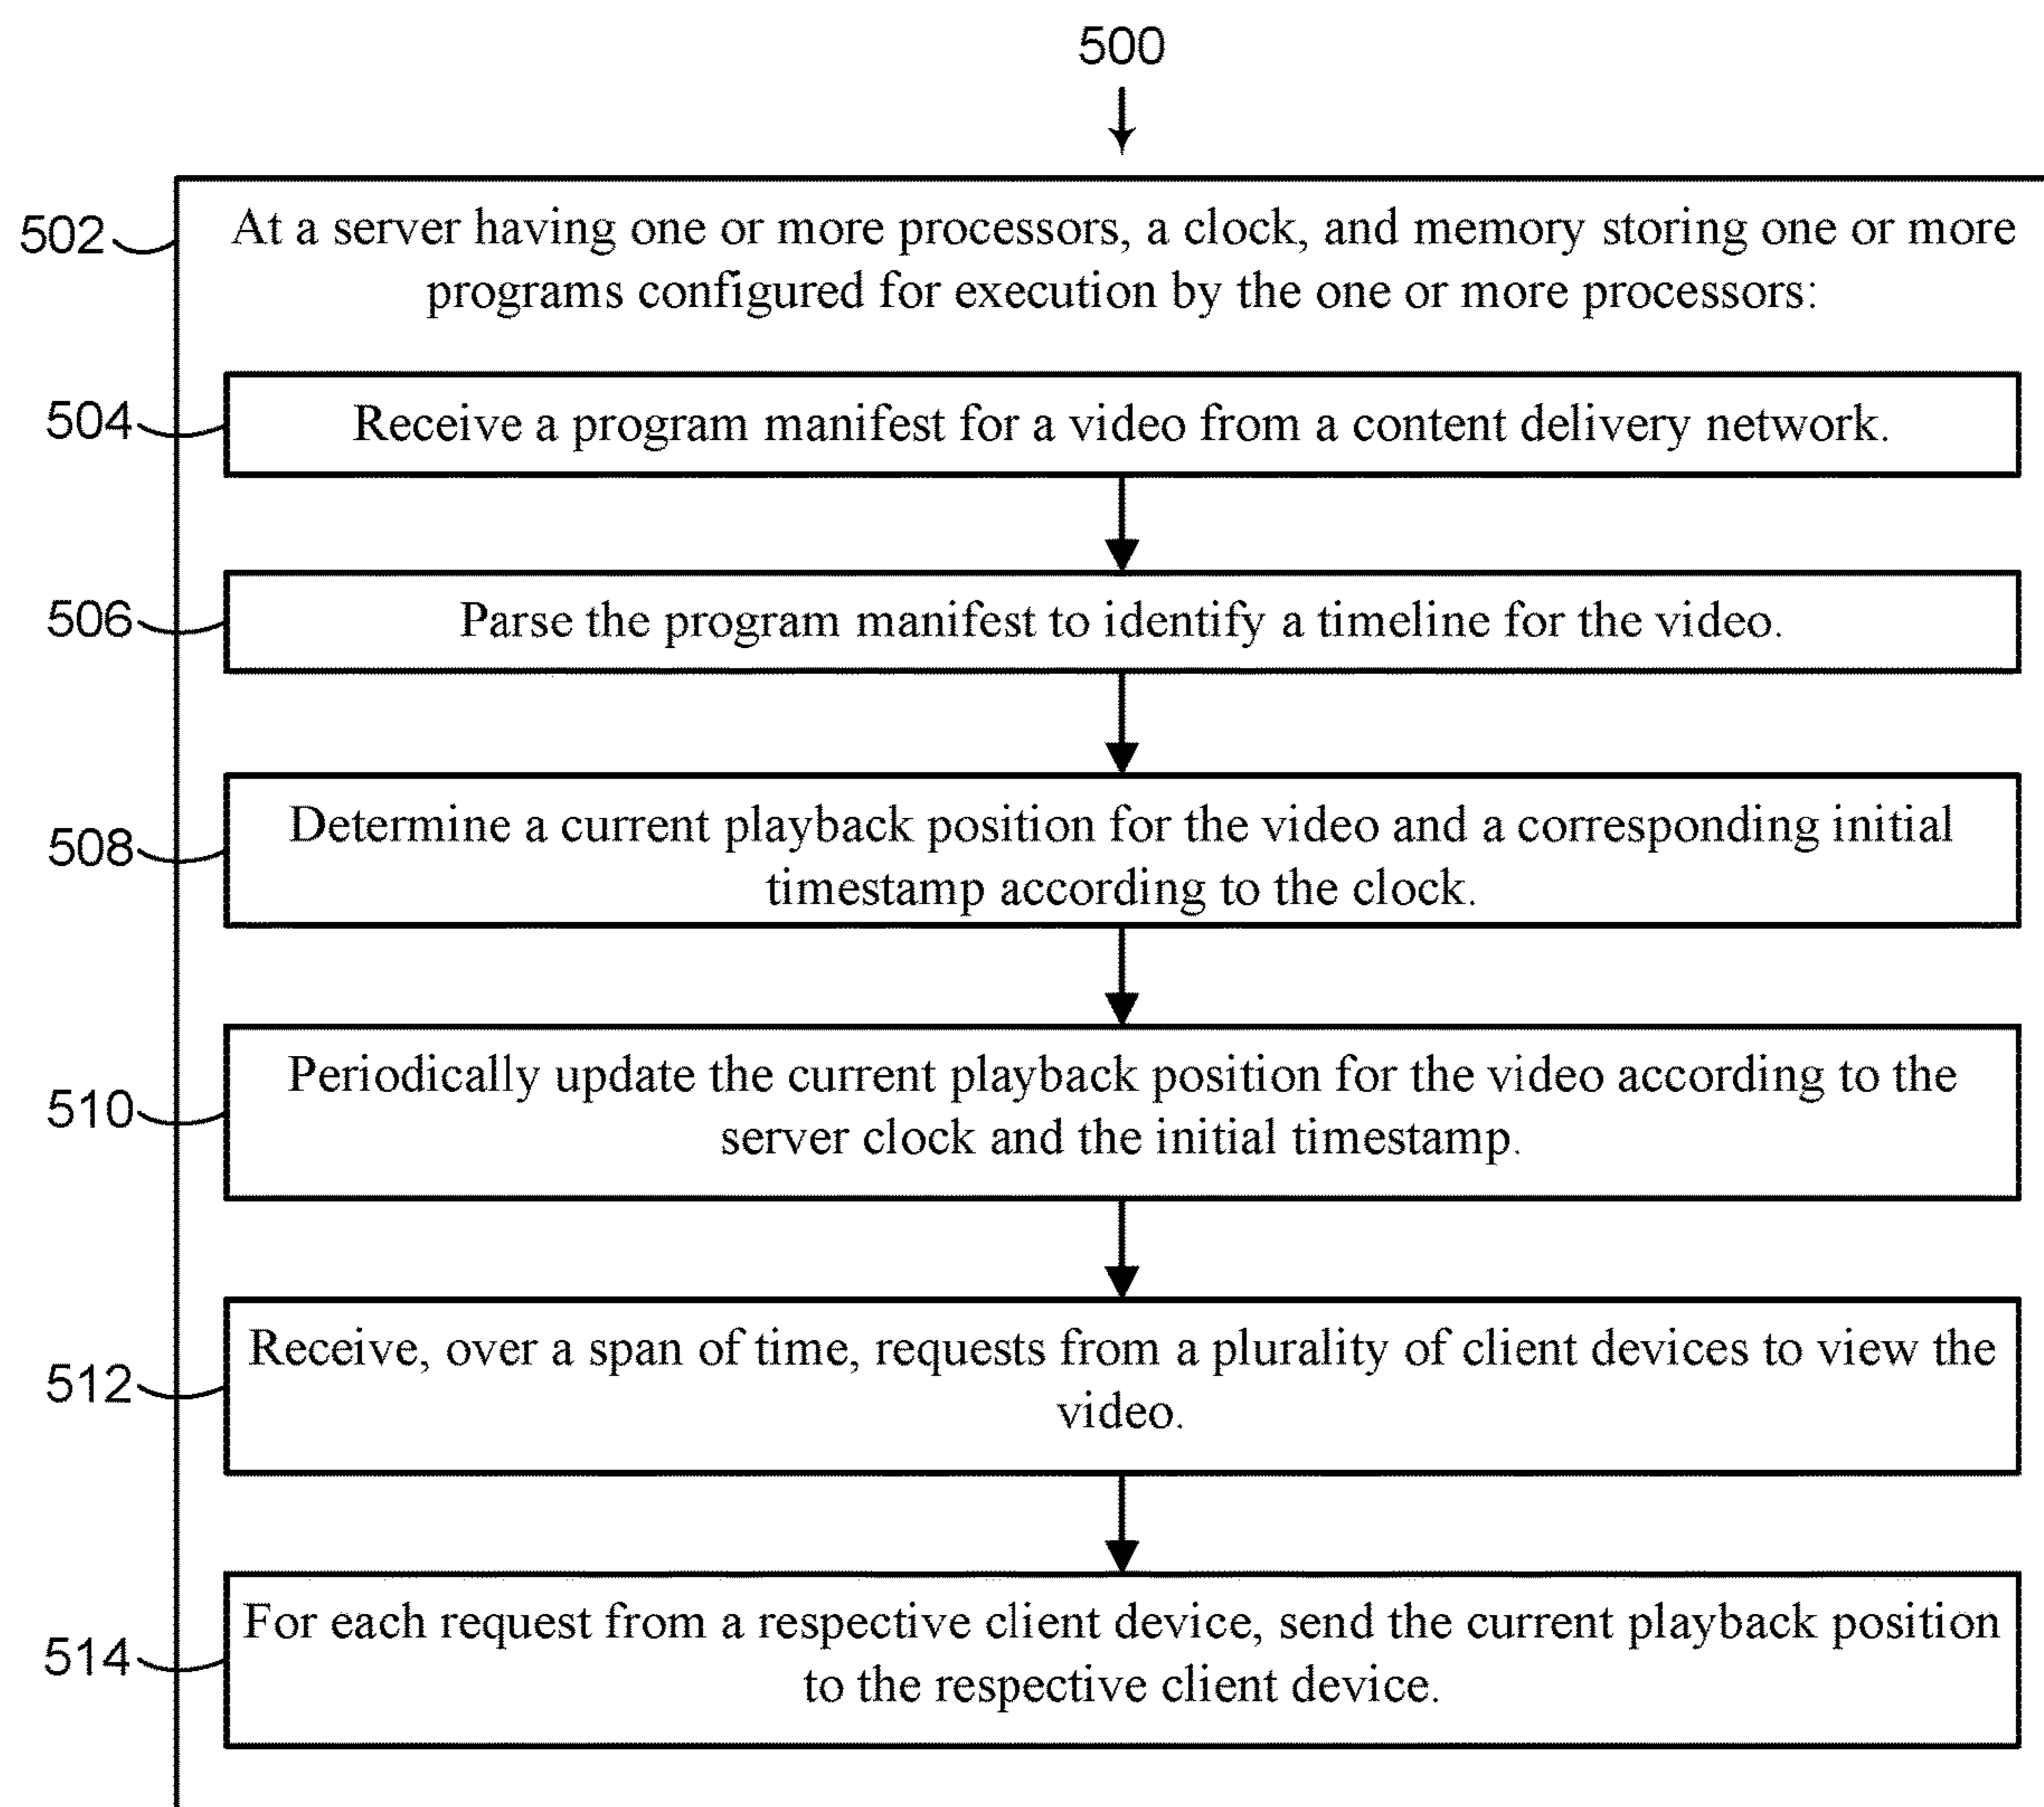 500
502
At a server having one or more processors, a clock, and memory storing one or more
programs configured for execution by the one or more processors:
504
Receive a program manifest for a video from a content delivery network.
506
Parse the program manifest to identify a timeline for the video.
508
Determine a current playback position for the video and a corresponding initial
timestamp according to the clock.
510
Periodically update the current playback position for the video according to the
server clock and the initial timestamp.
512
Receive, over a span of time, requests from a plurality of client devices to view the
video.
514
For each request from a respective client device, send the current playback position
to the respective client device.